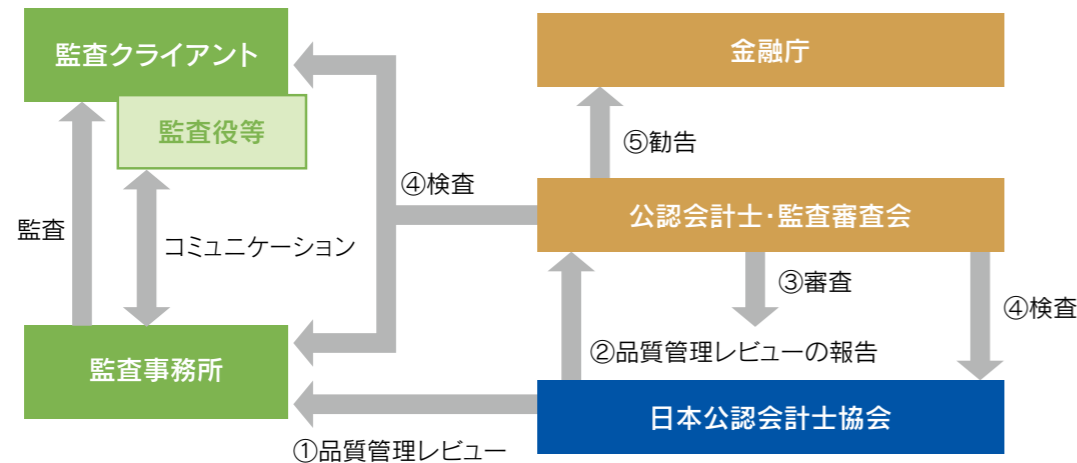 監査クライアント
監査役等
監査
コミュニケーション
監査事務所
④検査
①品質管理レビュー
金融庁
⑤勧告
公認会計士・監査審査会
③審査
④検査
②品質管理レビューの報告
日本公認会計士協会